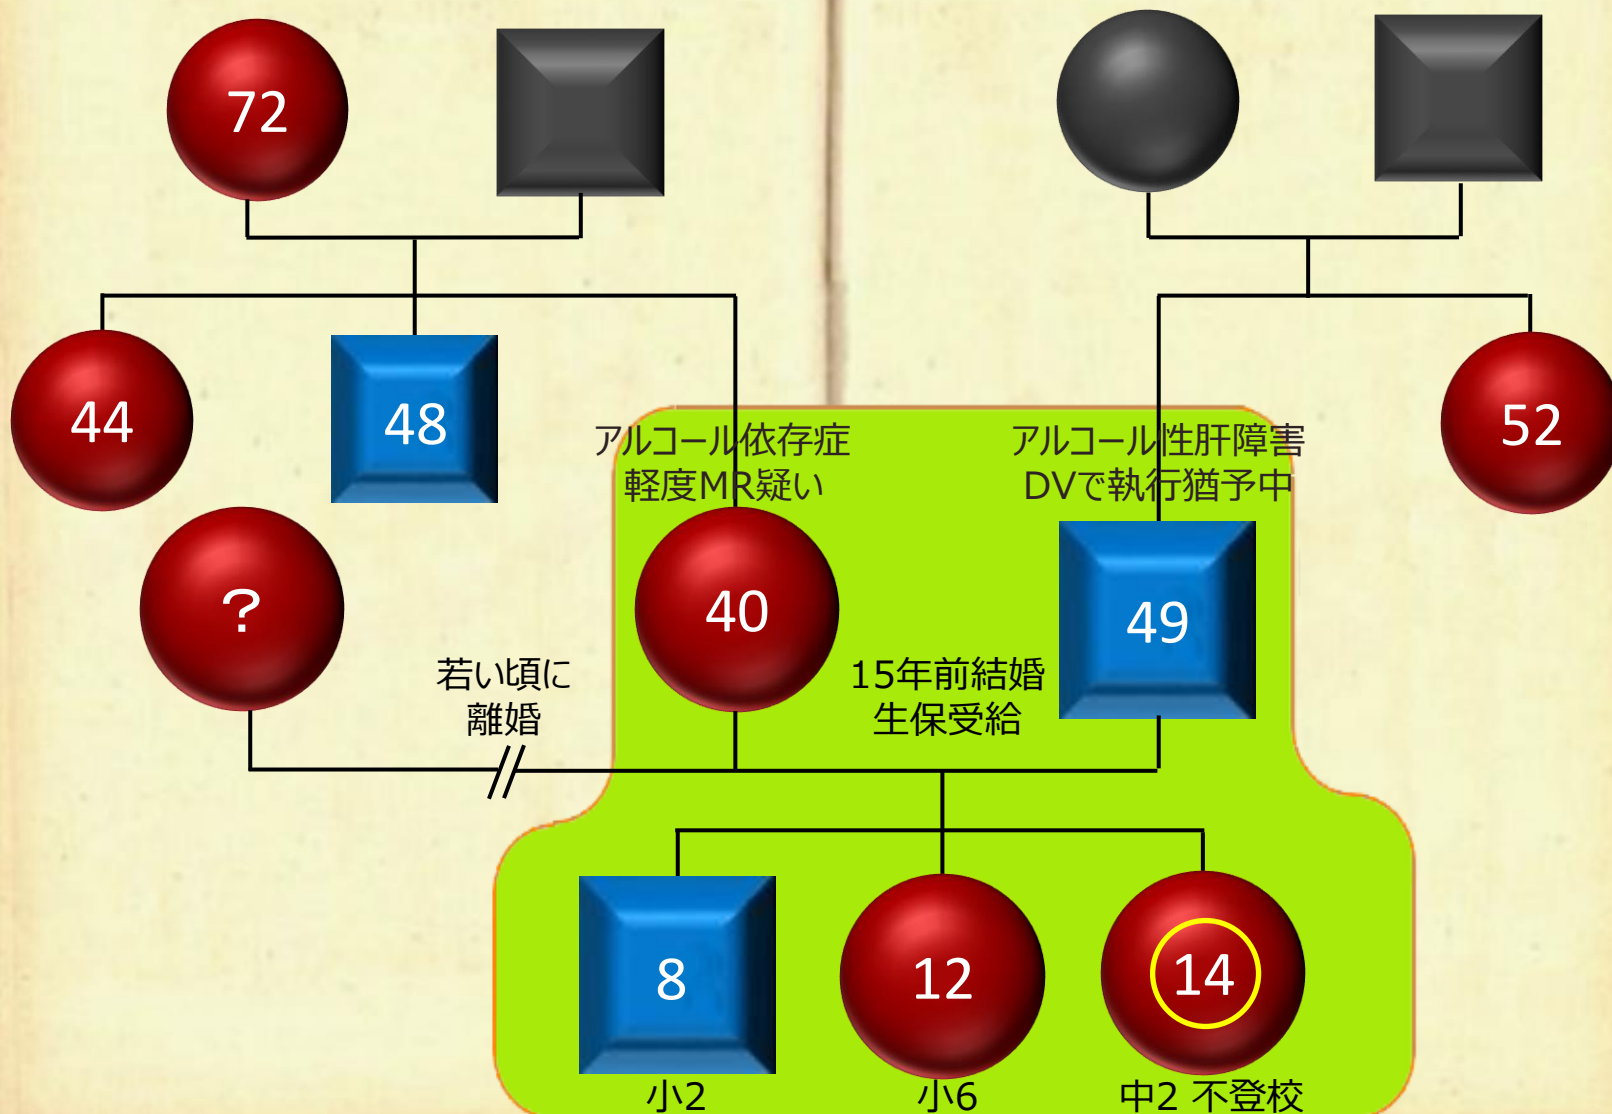 72
44
48
アルコール依存症
軽度MR疑い
アルコール性肝障害
DVで執行猶予中
52
？
40
49
若い頃に
離婚
15年前結婚
生保受給
8
12
14
小2
小6
中2 不登校